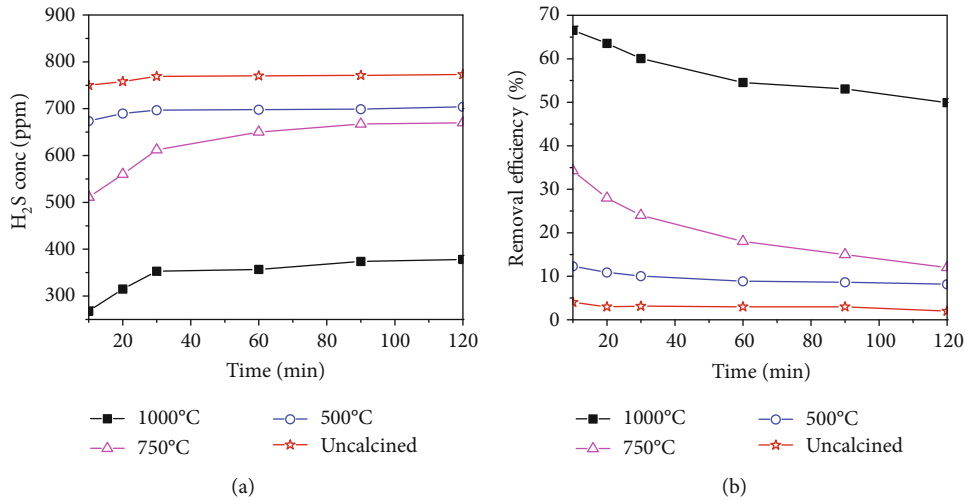 900
800
700
600
500
400
300
H₂S conc (ppm)
20 40 60 80 100 120
Time (min)
1000°C 500°C
750°C Uncalcined
(a)
70
60
50
40
30
20
10
0
Removal efficiency (%)
20 40 60 80 100 120
Time (min)
1000°C 500°C
750°C Uncalcined
(b)